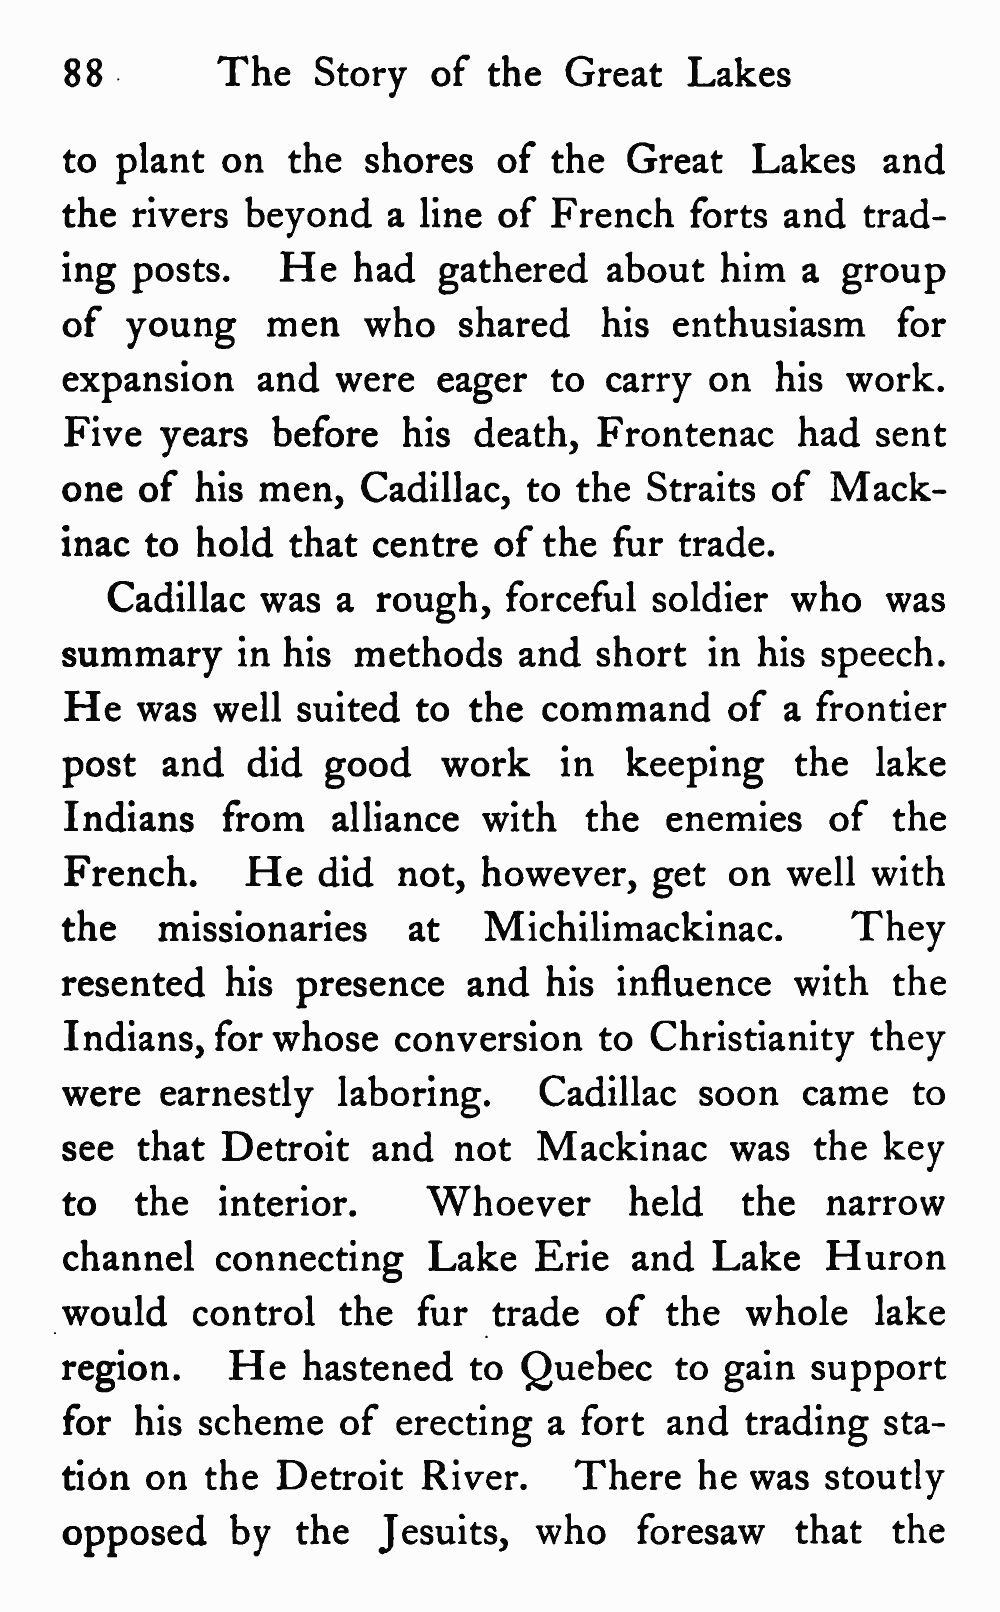 88 The Story of the Great Lakes
to plant on the shores of the Great Lakes and
the rivers beyond a line of French forts and trad-
ing posts. He had gathered about him a group
of young men who shared his enthusiasm for
expansion and were eager to carry on his work.
Five years before his death, Frontenac had sent
one of his men, Cadillac, to the Straits of Mack-
inac to hold that centre of the fur trade.
Cadillac was a rough, forceful soldier who was
summary in his methods and short in his speech.
He was well suited to the command of a frontier
post and did good work in keeping the lake
Indians from alliance with the enemies of the
French. He did not, however, get on well with
the missionaries at Michilimackinac. They
resented his presence and his influence with the
Indians, for whose conversion to Christianity they
were earnestly laboring. Cadillac soon came to
see that Detroit and not Mackinac was the key
to the interior. Whoever held the narrow
channel connecting Lake Erie and Lake Huron
would control the fur trade of the whole lake
region. He hastened to Quebec to gain support
for his scheme of erecting a fort and trading sta-
tion on the Detroit River. There he was stoutly
opposed by the Jesuits, who foresaw that the